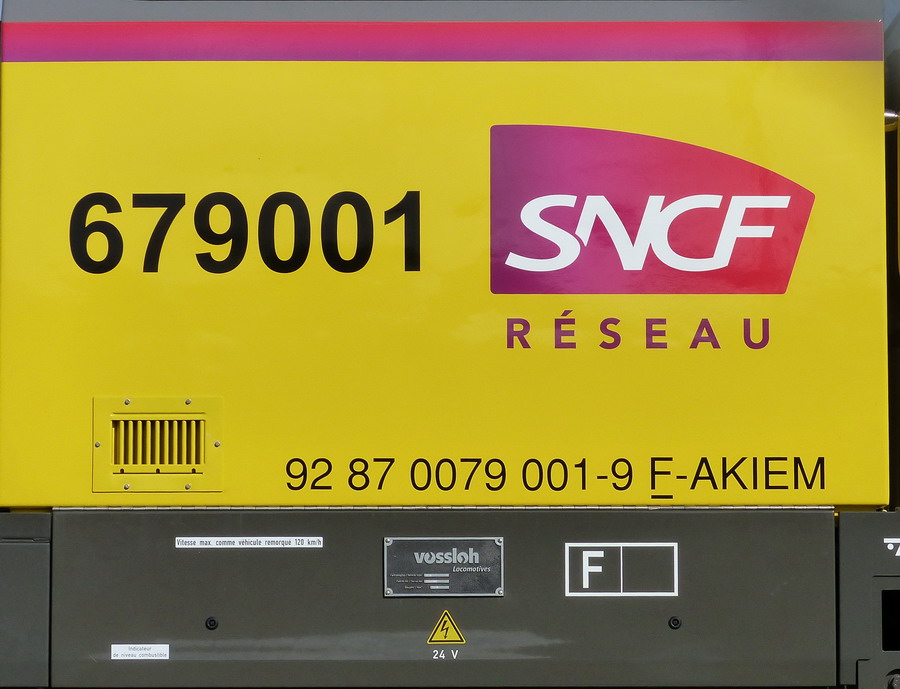 679001
SNCF
RÉSEAU
92 87 0079 001-9 F-AKIEM
Vitesse max. comme véhicule remorqué 120 km/h
vossloh
Locomotives
F
24 V
Indicateur
de niveau combustible